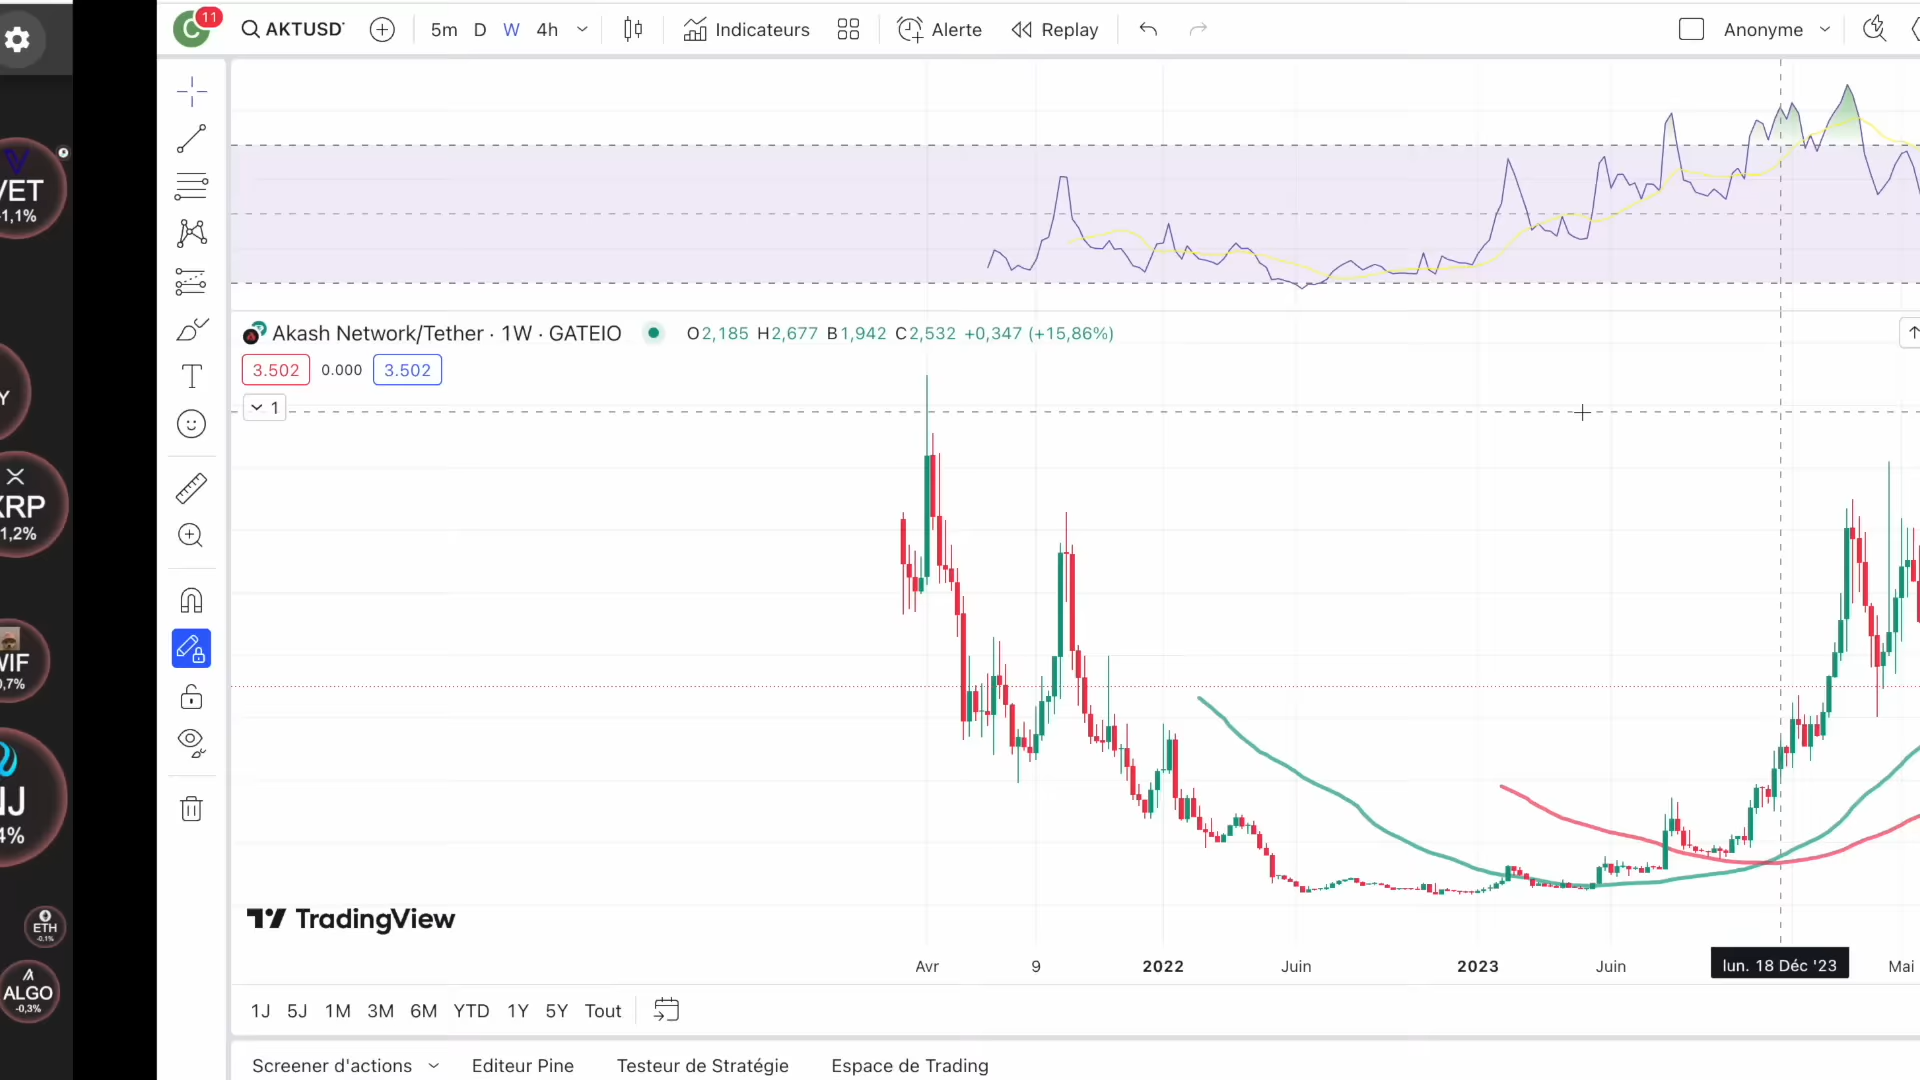 11
AKTUSD
5m D W 4h
Indicateurs
Alerte
Replay
Anonyme
VET
-1,1%
Akash Network/Tether · 1W · GATEIO
O2,185 H2,677 B1,942 C2,532 +0,347 (+15,86%)
3.502 0.000 3.502
1
Y
XRP
1,2%
WIF
0,7%
NJ
4%
ETH
-0,1%
ALGO
-0,3%
TradingView
Avr 9 2022 Juin 2023 Juin lun. 18 Déc '23 Mai
1J 5J 1M 3M 6M YTD 1Y 5Y Tout
Screener d'actions Editeur Pine Testeur de Stratégie Espace de Trading